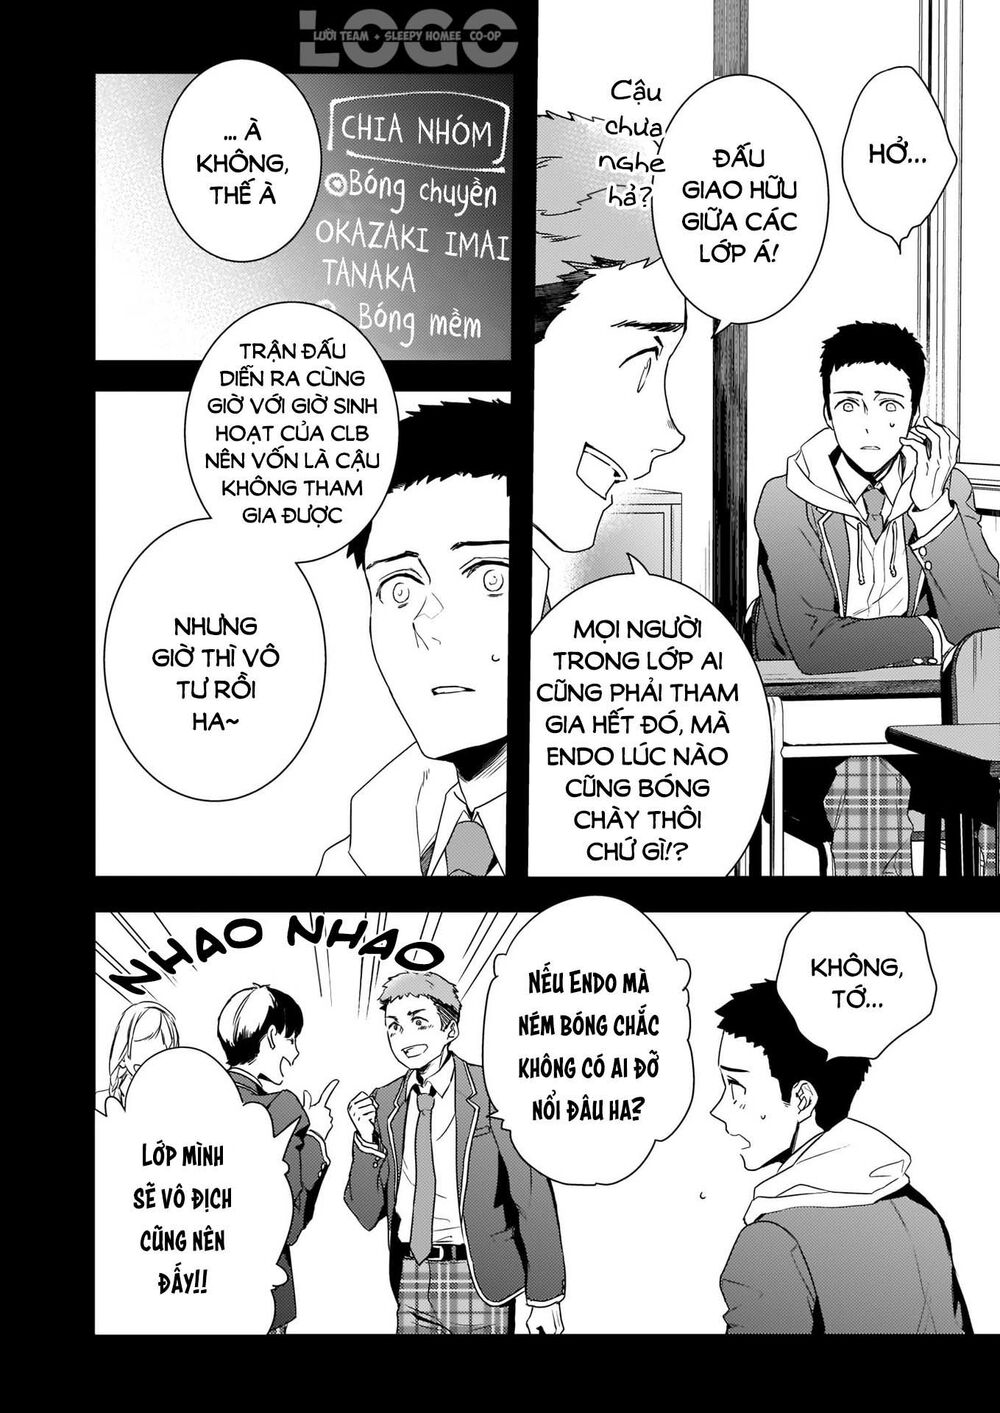 LOGO
LƯỜI TEAM + SLEEPY HOMEE CO-OP
HỞ...
ĐẤU
GIAO HỮU
GIỮA CÁC
LỚP Á!
Cậu
chưa
nghe
hả?
MỌI NGƯỜI
TRONG LỚP AI
CŨNG PHẢI THAM
GIA HẾT ĐÓ, MÀ
ENDO LÚC NÀO
CŨNG BÓNG
CHÀY THÔI
CHỨ GÌ!?
CHIA NHÓM
Bóng chuyền
OKAZAKI IMAI
TANAKA
Bóng mềm
... À
KHÔNG,
THẾ À
TRẬN ĐẤU
DIỄN RA CÙNG
GIỜ VỚI GIỜ SINH
HOẠT CỦA CLB
NÊN VỐN LÀ CẬU
KHÔNG THAM
GIA ĐƯỢC
NHƯNG
GIỜ THÌ VÔ
TƯ RỒI
HA~
KHÔNG,
TỚ...
NẾU ENDO MÀ
NÉM BÓNG CHẮC
KHÔNG CÓ AI ĐỠ
NỔI ĐÂU HA?
NHAO NHAO
LỚP MÌNH
SẼ VÔ ĐỊCH
CŨNG NÊN
ĐẤY!!